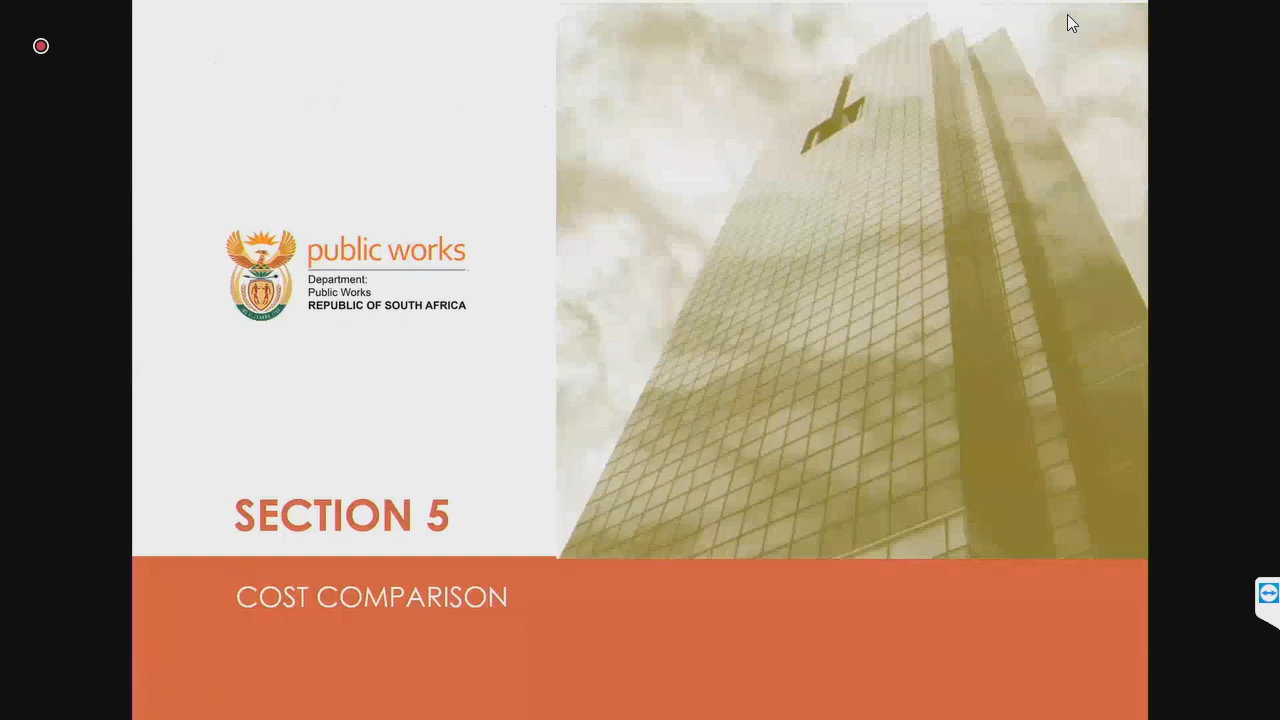 public works
Department:
Public Works
REPUBLIC OF SOUTH AFRICA
SECTION 5
COST COMPARISON